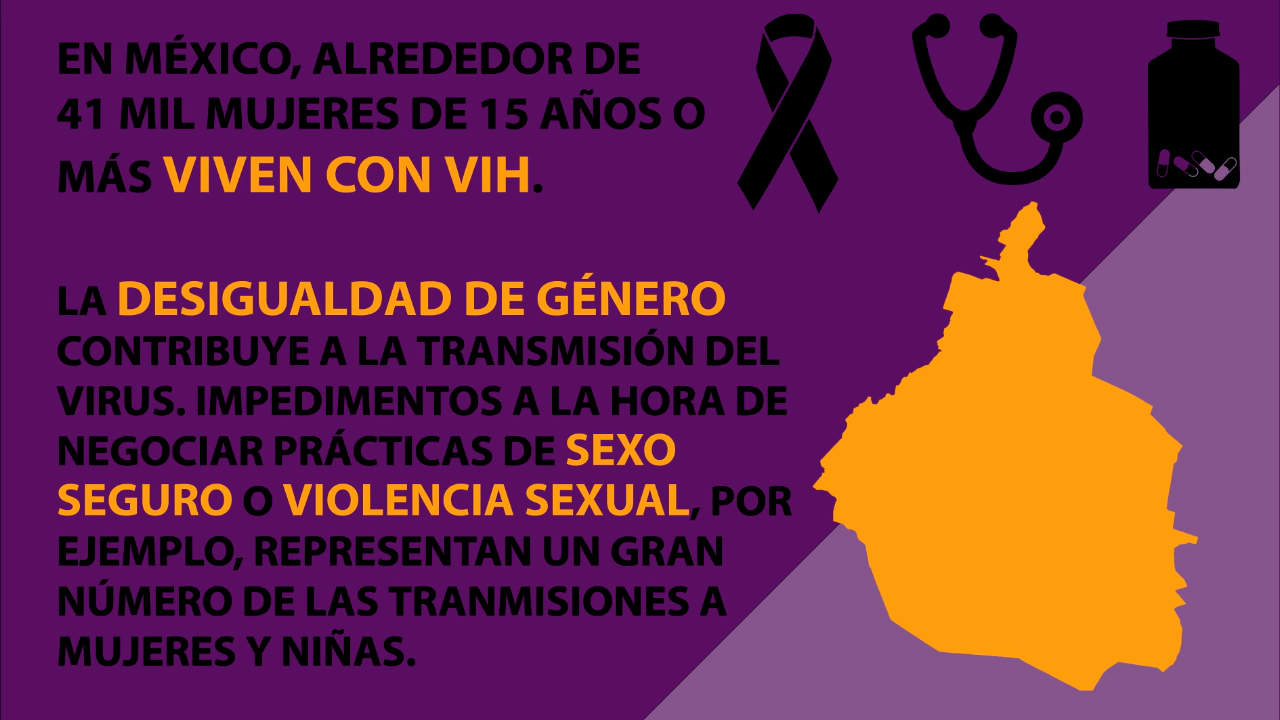 EN MÉXICO, ALREDEDOR DE
41 MIL MUJERES DE 15 AÑOS O
MÁS VIVEN CON VIH.
LA DESIGUALDAD DE GÉNERO
CONTRIBUYE A LA TRANSMISIÓN DEL
VIRUS. IMPEDIMENTOS A LA HORA DE
NEGOCIAR PRÁCTICAS DE SEXO
SEGURO O VIOLENCIA SEXUAL, POR
EJEMPLO, REPRESENTAN UN GRAN
NÚMERO DE LAS TRANMISIONES A
MUJERES Y NIÑAS.